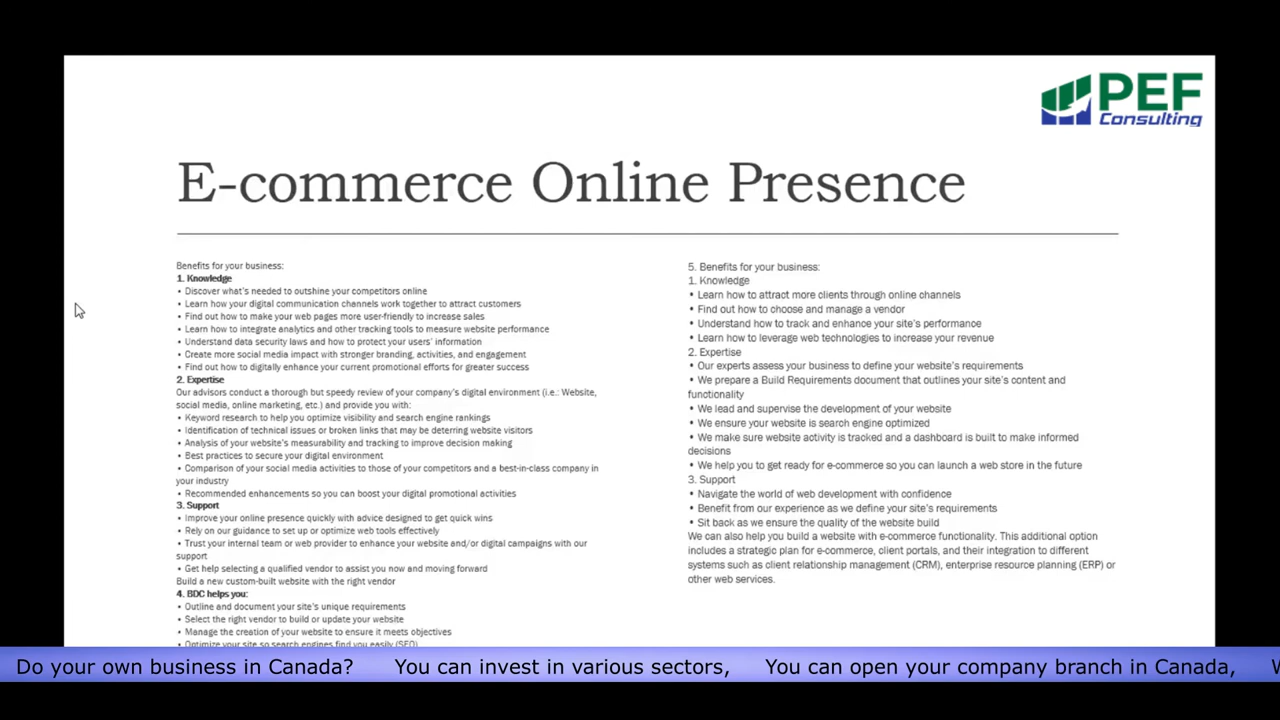 PEF
Consulting
E-commerce Online Presence
Benefits for your business:
1. Knowledge
• Discover what's needed to outshine your competitors online
• Learn how your digital communication channels work together to attract customers
• Find out how to make your web pages more user-friendly to increase sales
• Learn how to integrate analytics and other tracking tools to measure website performance
• Understand data security laws and how to protect your users' information
• Create more social media impact with stronger branding, activities, and engagement
• Find out how to digitally enhance your current promotional efforts for greater success
2. Expertise
Our advisors conduct a thorough but speedy review of your company's digital environment (i.e.: Website,
social media, online marketing, etc.) and provide you with:
• Keyword research to help you optimize visibility and search engine rankings
• Identification of technical issues or broken links that may be deterring website visitors
• Analysis of your website's measurability and tracking to improve decision making
• Best practices to secure your digital environment
• Comparison of your social media activities to those of your competitors and a best-in-class company in
your industry
• Recommended enhancements so you can boost your digital promotional activities
3. Support
• Improve your online presence quickly with advice designed to get quick wins
• Rely on our guidance to set up or optimize web tools effectively
• Trust your internal team or web provider to enhance your website and/or digital campaigns with our
support
• Get help selecting a qualified vendor to assist you now and moving forward
Build a new custom-built website with the right vendor
4. BDC helps you:
• Outline and document your site's unique requirements
• Select the right vendor to build or update your website
• Manage the creation of your website to ensure it meets objectives
• Optimize your site so search engines find you easily (SEO)
5. Benefits for your business:
1. Knowledge
• Learn how to attract more clients through online channels
• Find out how to choose and manage a vendor
• Understand how to track and enhance your site's performance
• Learn how to leverage web technologies to increase your revenue
2. Expertise
• Our experts assess your business to define your website's requirements
• We prepare a Build Requirements document that outlines your site's content and
functionality
• We lead and supervise the development of your website
• We ensure your website is search engine optimized
• We make sure website activity is tracked and a dashboard is built to make informed
decisions
• We help you to get ready for e-commerce so you can launch a web store in the future
3. Support
• Navigate the world of web development with confidence
• Benefit from our experience as we define your site's requirements
• Sit back as we ensure the quality of the website build
We can also help you build a website with e-commerce functionality. This additional option
includes a strategic plan for e-commerce, client portals, and their integration to different
systems such as client relationship management (CRM), enterprise resource planning (ERP) or
other web services.
Do your own business in Canada? You can invest in various sectors, You can open your company branch in Canada,